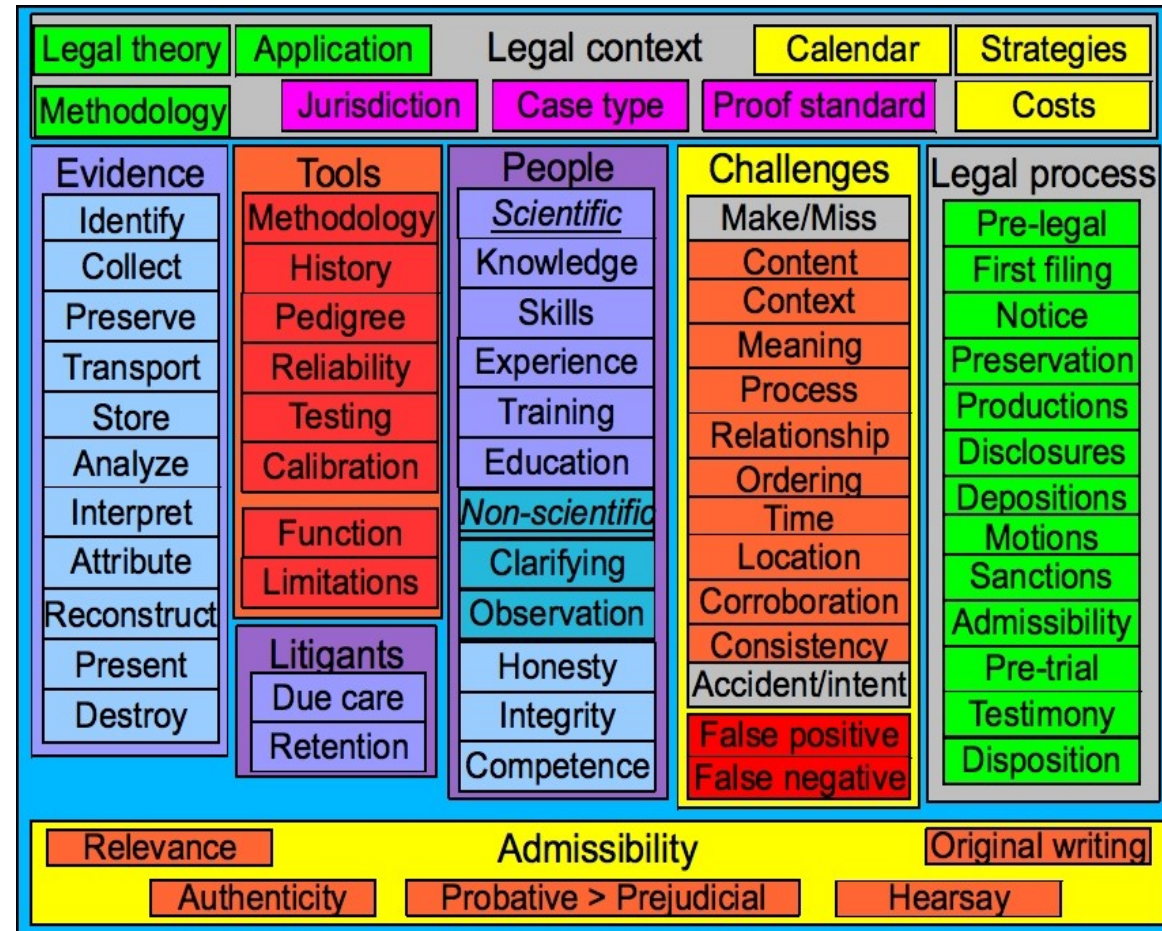 Legal theory
Application
Legal context
Calendar
Strategies
Methodology
Jurisdiction
Case type
Proof standard
Costs
Evidence
Identify
Collect
Preserve
Transport
Store
Analyze
Interpret
Attribute
Reconstruct
Present
Destroy
Tools
Methodology
History
Pedigree
Reliability
Testing
Calibration
Function
Limitations
Litigants
Due care
Retention
People
Scientific
Knowledge
Skills
Experience
Training
Education
Non-scientific
Clarifying
Observation
Honesty
Integrity
Competence
Challenges
Make/Miss
Content
Context
Meaning
Process
Relationship
Ordering
Time
Location
Corroboration
Consistency
Accident/intent
False positive
False negative
Legal process
Pre-legal
First filing
Notice
Preservation
Productions
Disclosures
Depositions
Motions
Sanctions
Admissibility
Pre-trial
Testimony
Disposition
Relevance
Admissibility
Original writing
Authenticity
Probative > Prejudicial
Hearsay